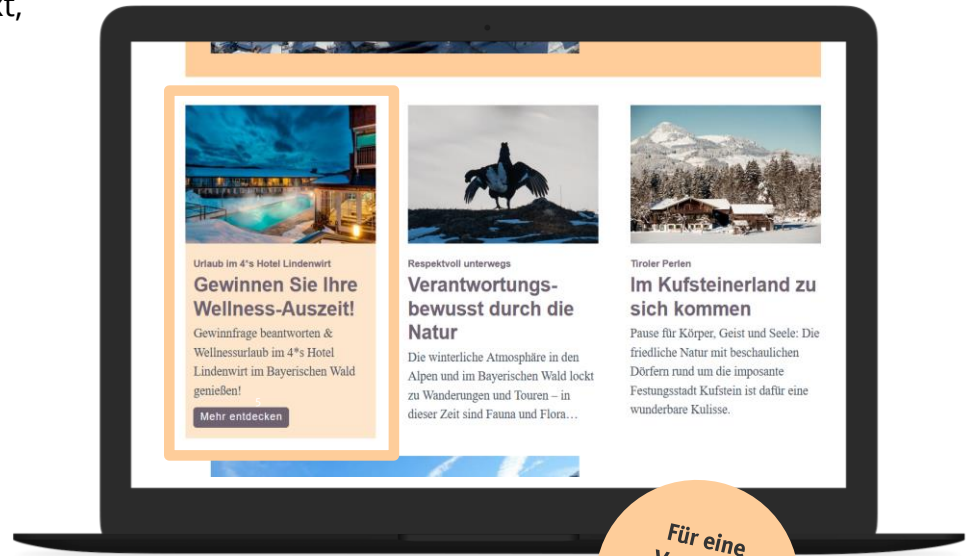 Urlaub im 4*s Hotel Lindenwirt
Gewinnen Sie Ihre
Wellness-Auszeit!
Gewinnfrage beantworten &
Wellnessurlaub im 4*s Hotel
Lindenwirt im Bayerischen Wald
genießen!
5
Mehr entdecken
Respektvoll unterwegs
Verantwortungs-
bewusst durch die
Natur
Die winterliche Atmosphäre in den
Alpen und im Bayerischen Wald lockt
zu Wanderungen und Touren – in
dieser Zeit sind Fauna und Flora…
Tiroler Perlen
Im Kufsteinerland zu
sich kommen
Pause für Körper, Geist und Seele: Die
friedliche Natur mit beschaulichen
Dörfern rund um die imposante
Festungsstadt Kufstein ist dafür eine
wunderbare Kulisse.
Für eine